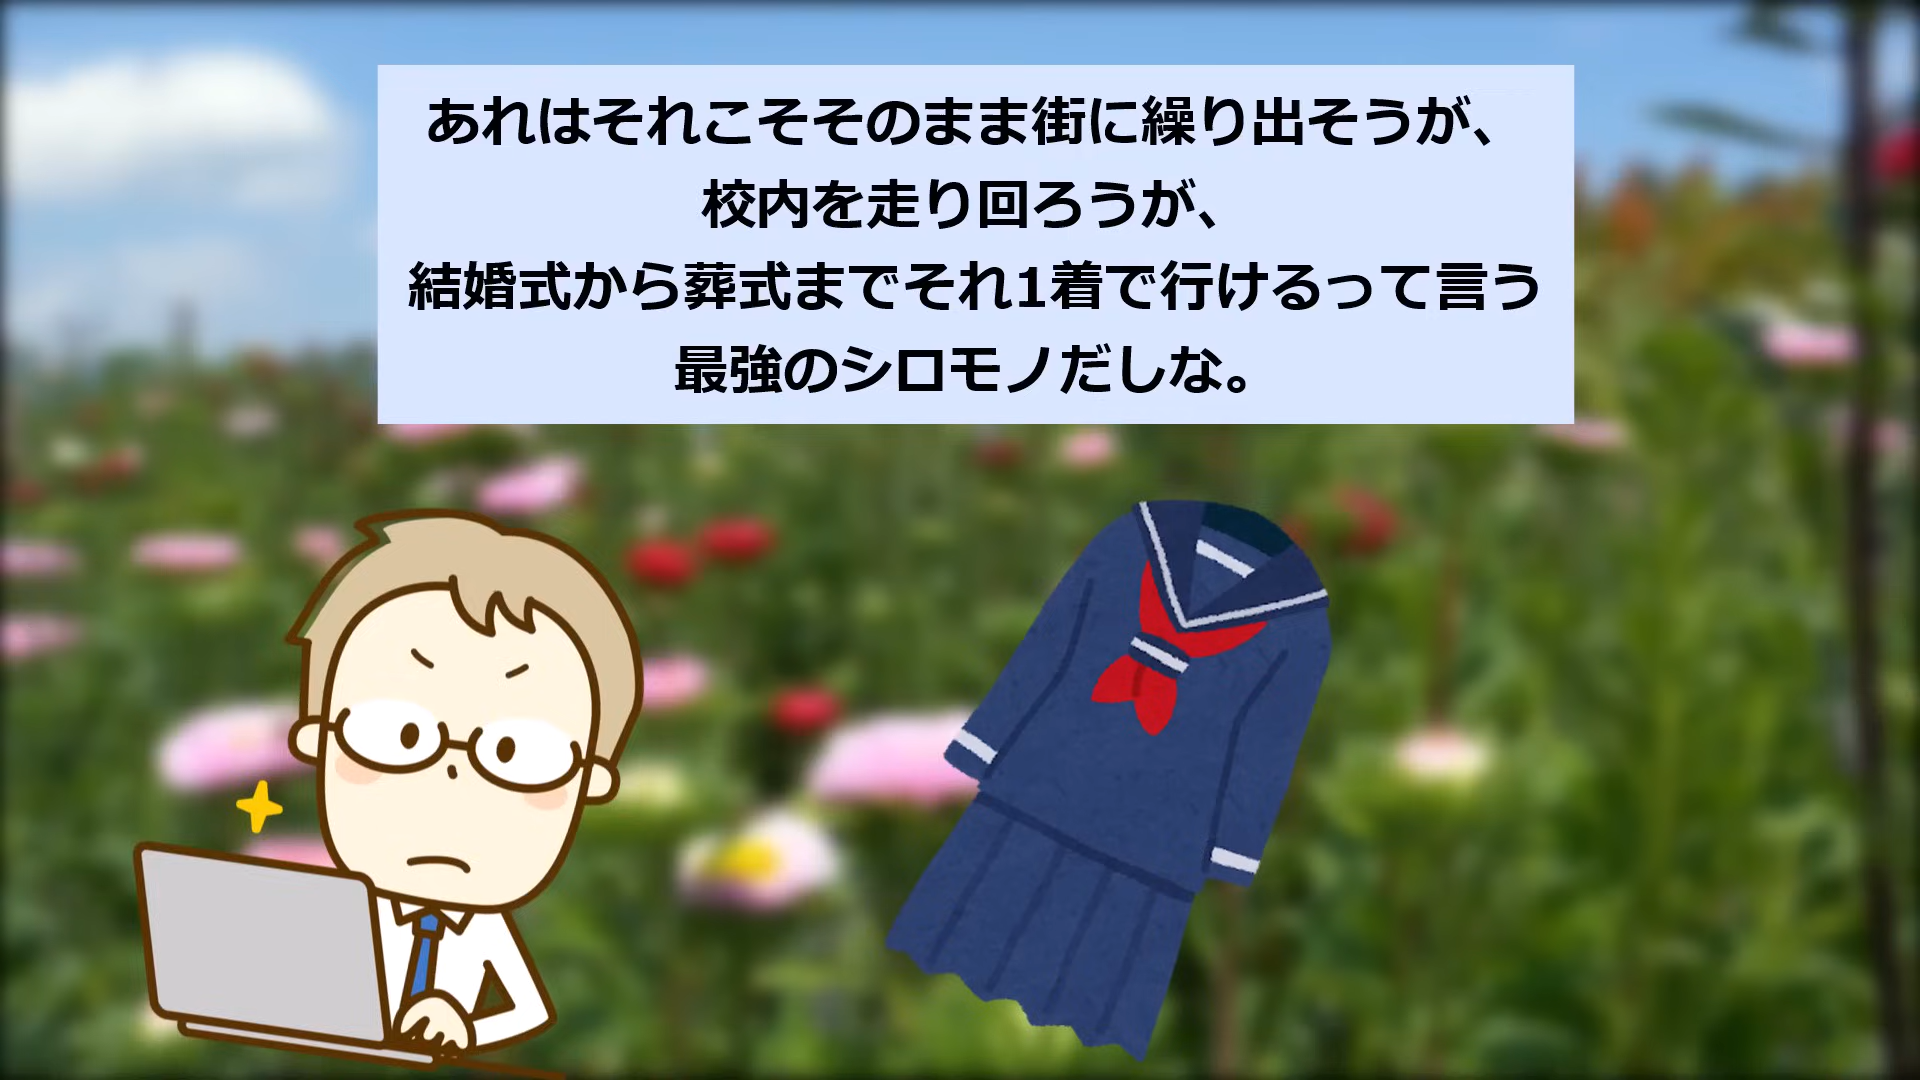 あれはそれこそそのまま街に繰り出そうが、
校内を走り回ろうが、
結婚式から葬式までそれ1着で行けるって言う
最強のシロモノだしな。